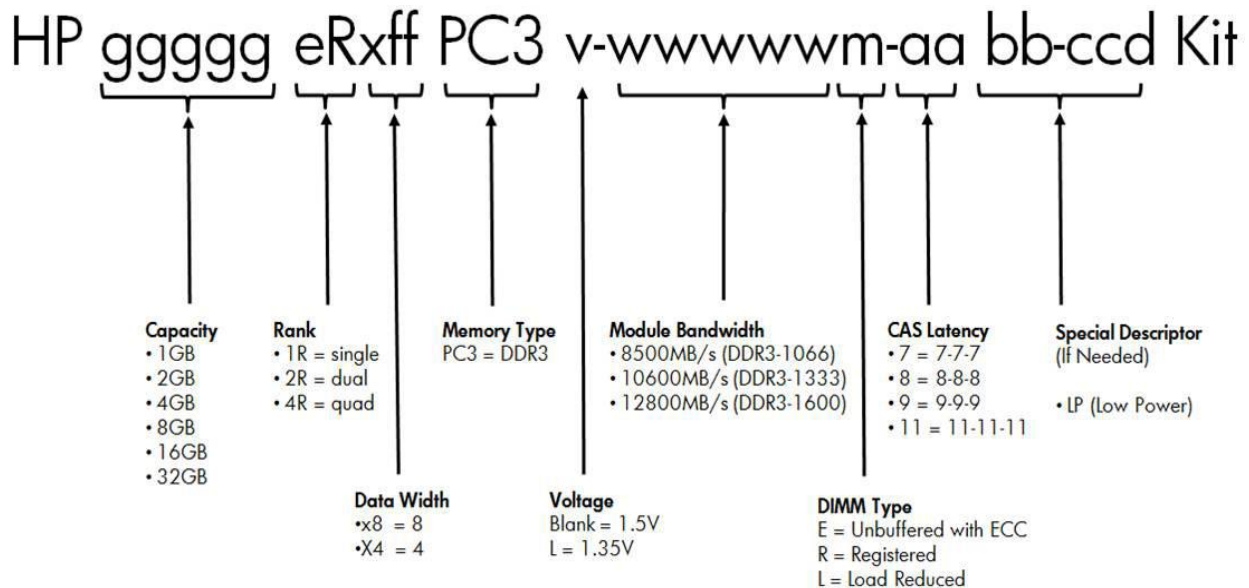 HP ggggg eRxff PC3 v-wwwwwm-aa bb-ccd Kit
Capacity
• 1GB
• 2GB
• 4GB
• 8GB
• 16GB
• 32GB
Rank
• 1R = single
• 2R = dual
• 4R = quad
Memory Type
PC3 = DDR3
Module Bandwidth
• 8500MB/s (DDR3-1066)
• 10600MB/s (DDR3-1333)
• 12800MB/s (DDR3-1600)
CAS Latency
• 7 = 7-7-7
• 8 = 8-8-8
• 9 = 9-9-9
• 11 = 11-11-11
Special Descriptor
(If Needed)
• LP (Low Power)
Data Width
•x8 = 8
•X4 = 4
Voltage
Blank = 1.5V
L = 1.35V
DIMM Type
E = Unbuffered with ECC
R = Registered
L = Load Reduced